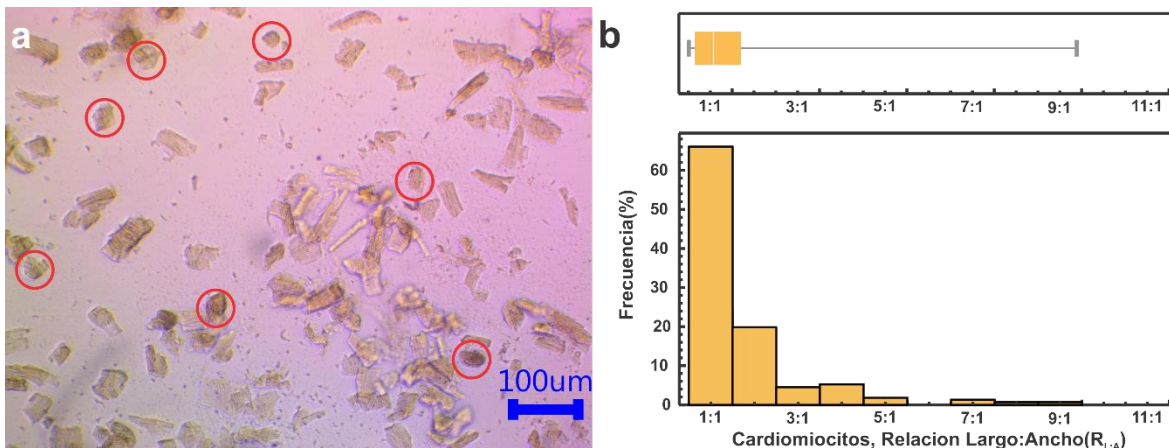 a
100um
b
1:1 3:1 5:1 7:1 9:1 11:1
Frecuencia(%)
60
50
40
30
20
10
0
1:1 3:1 5:1 7:1 9:1 11:1
Cardiomiocitos, Relacion Largo:Ancho(R_L:A)